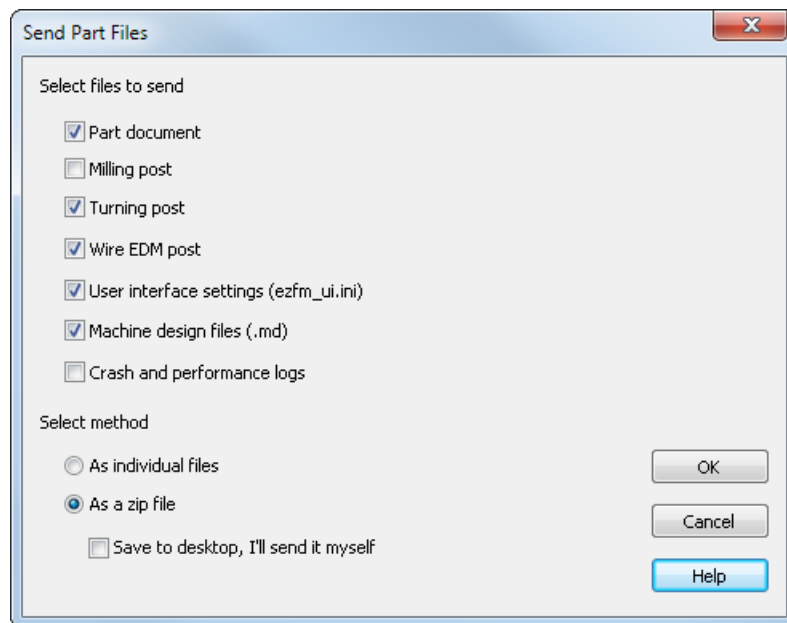 Send Part Files
Select files to send
Part document
Milling post
Turning post
Wire EDM post
User interface settings (ezfm_ui.ini)
Machine design files (.md)
Crash and performance logs
Select method
As individual files
OK
As a zip file
Cancel
Save to desktop, I'll send it myself
Help